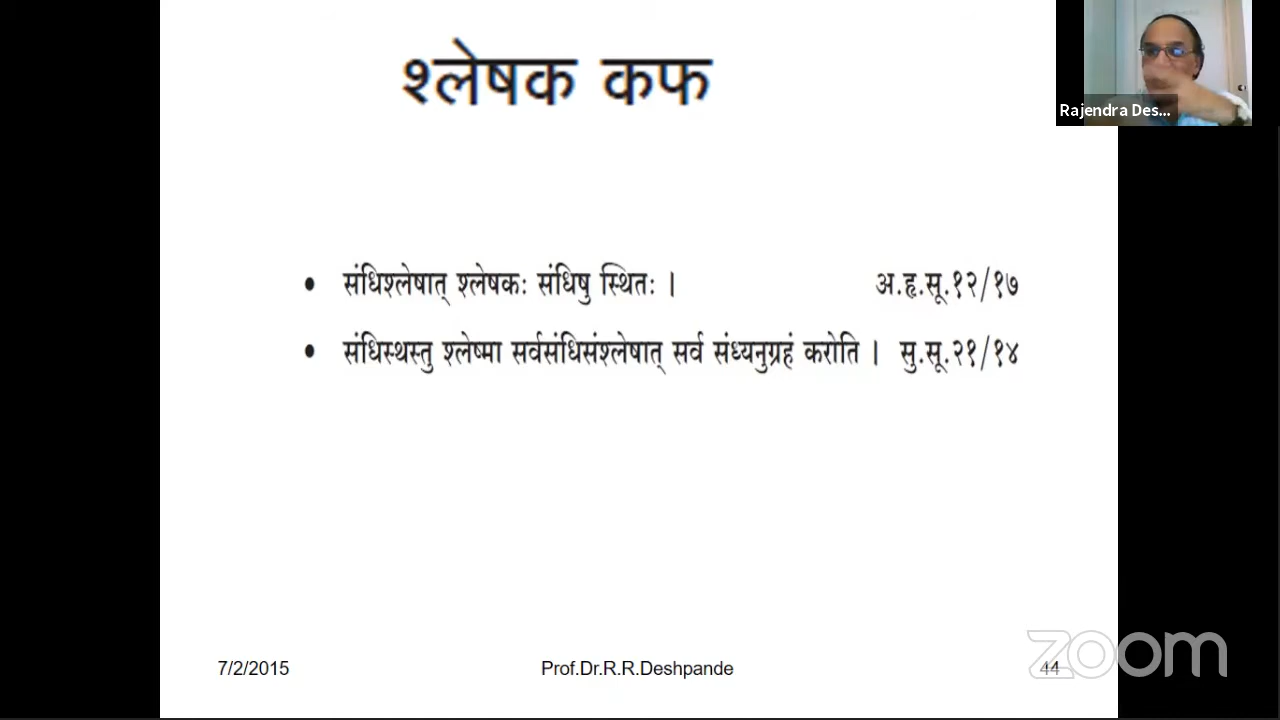 श्लेषक कफ
Rajendra Des...
• संधिश्लेषात् श्लेषकः संधिषु स्थितः । अ.हृ.सू.१२/१७
• संधिस्थस्तु श्लेष्मा सर्वसंधिसंश्लेषात् सर्व संध्यनुग्रहं करोति । सु.सू.२१/१४
7/2/2015 Prof.Dr.R.R.Deshpande 44
zoom